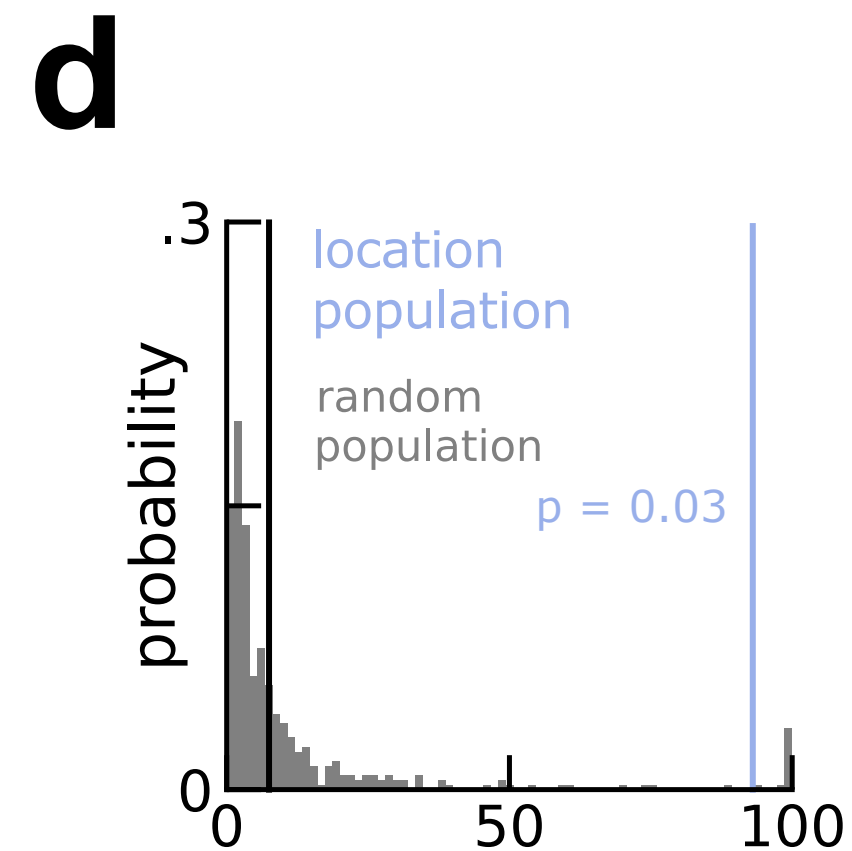 d
.3
location
population
random
population
p = 0.03
probability
0
0 50 100